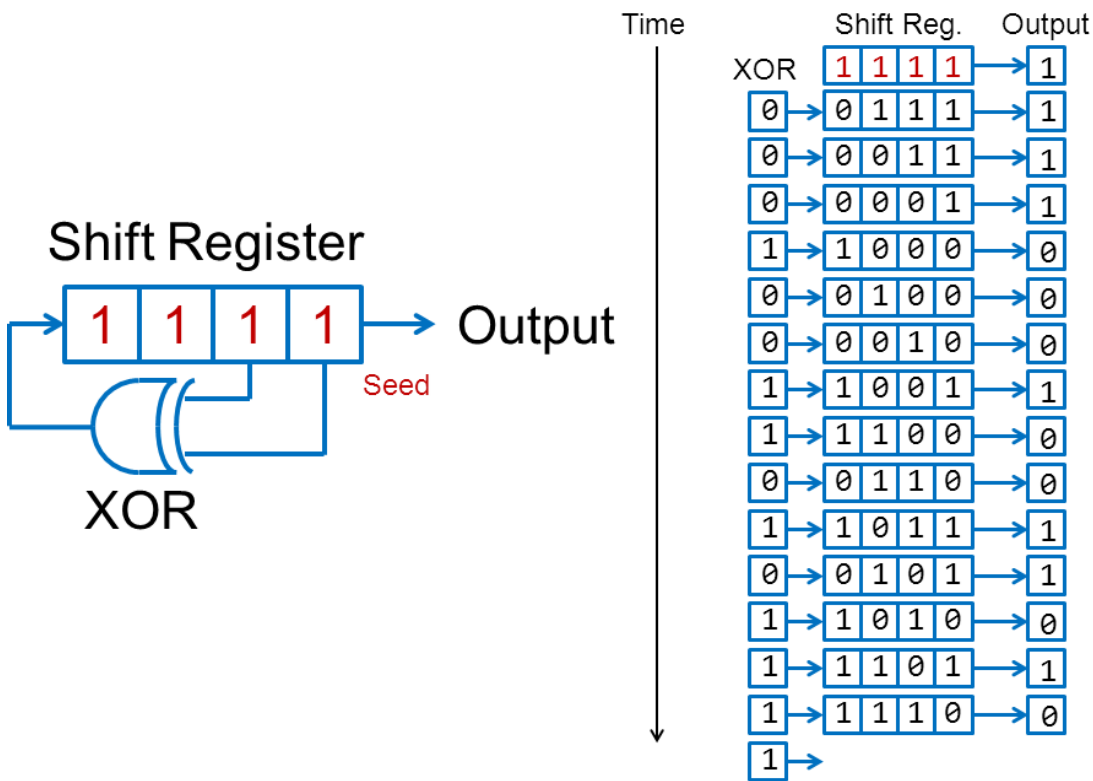 Time Shift Reg. Output
XOR 1 1 1 1 1
0 0 1 1 1 1
0 0 0 1 1 1
0 0 0 0 1 1
1 1 0 0 0 0
0 0 1 0 0 0
0 0 0 1 0 0
1 1 0 0 1 1
1 1 1 0 0 0
0 0 1 1 0 0
1 1 0 1 1 1
0 0 1 0 1 1
1 1 0 1 0 0
1 1 1 0 1 1
1 1 1 1 0 0
1
Shift Register
1 1 1 1 Output
Seed
XOR